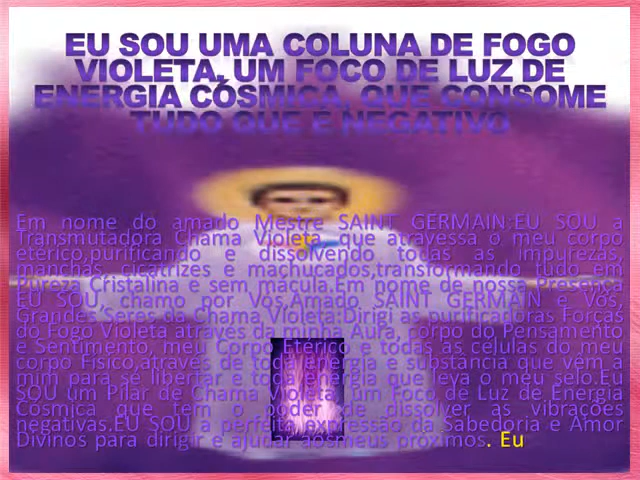 EU SOU UMA COLUNA DE FOGO
VIOLETA, UM FOCO DE LUZ DE
ENERGIA CÓSMICA, QUE CONSOME
TUDO QUE É NEGATIVO
Em nome do amado Mestre SAINT GERMAIN:EU SOU a
Transmutadora Chama Violeta que atravessa o meu corpo
etérico,purificando e dissolvendo todas as impurezas,
manchas,cicatrizes e machucados,transformando tudo em
Pureza Cristalina e sem mácula.Em nome de nossa Presença
EU SOU, chamo por Vós,Amado SAINT GERMAIN e Vós,
Grandes Seres da Chama Violeta:Dirigi as purificadoras Forças
do Fogo Violeta através da minha Aura, corpo do Pensamento
e Sentimento, meu Corpo Etérico e todas as células do meu
corpo Físico,através de toda energia e substância que vem a
mim para se libertar e toda energia que leva o meu selo.Eu
SOU um Pilar de Chama Violeta, um Foco de Luz de Energia
Cósmica que tem o poder de dissolver as vibrações
negativas.EU SOU a perfeita expressão da Sabedoria e Amor
Divinos para dirigir e ajudar aosmeus próximos. Eu